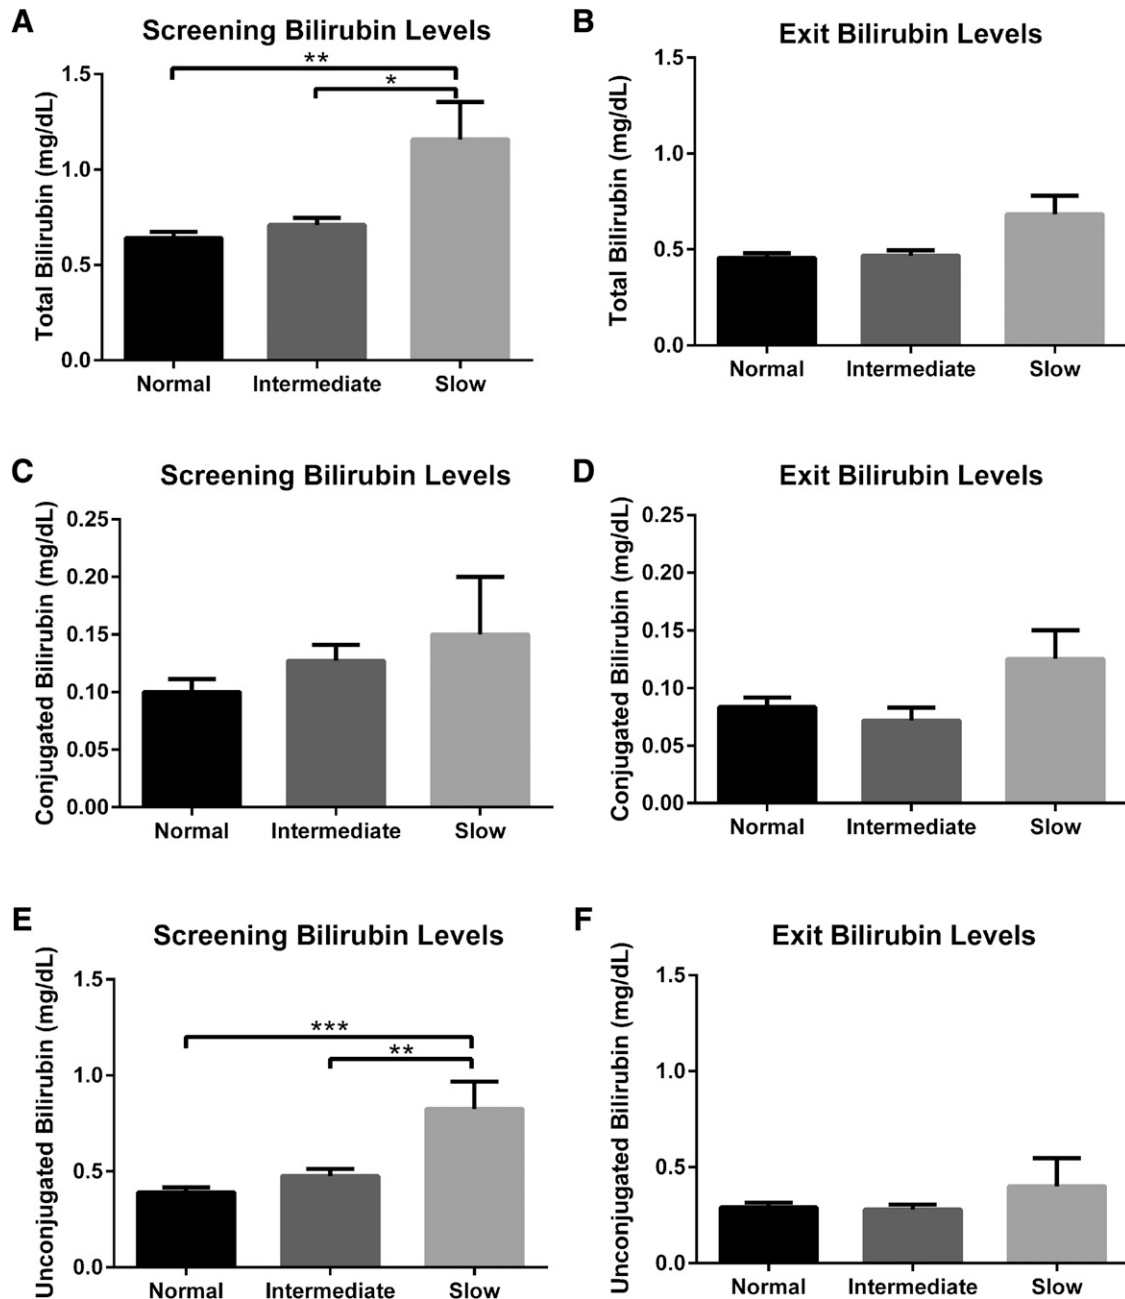 A
Screening Bilirubin Levels
**
*
Total Bilirubin (mg/dL)
1.5
1.0
0.5
0.0
Normal Intermediate Slow
B
Exit Bilirubin Levels
Total Bilirubin (mg/dL)
1.5
1.0
0.5
0.0
Normal Intermediate Slow
C
Screening Bilirubin Levels
Conjugated Bilirubin (mg/dL)
0.25
0.20
0.15
0.10
0.05
0.00
Normal Intermediate Slow
D
Exit Bilirubin Levels
Conjugated Bilirubin (mg/dL)
0.25
0.20
0.15
0.10
0.05
0.00
Normal Intermediate Slow
E
Screening Bilirubin Levels
***
**
Unconjugated Bilirubin (mg/dL)
1.5
1.0
0.5
0.0
Normal Intermediate Slow
F
Exit Bilirubin Levels
Unconjugated Bilirubin (mg/dL)
1.5
1.0
0.5
0.0
Normal Intermediate Slow